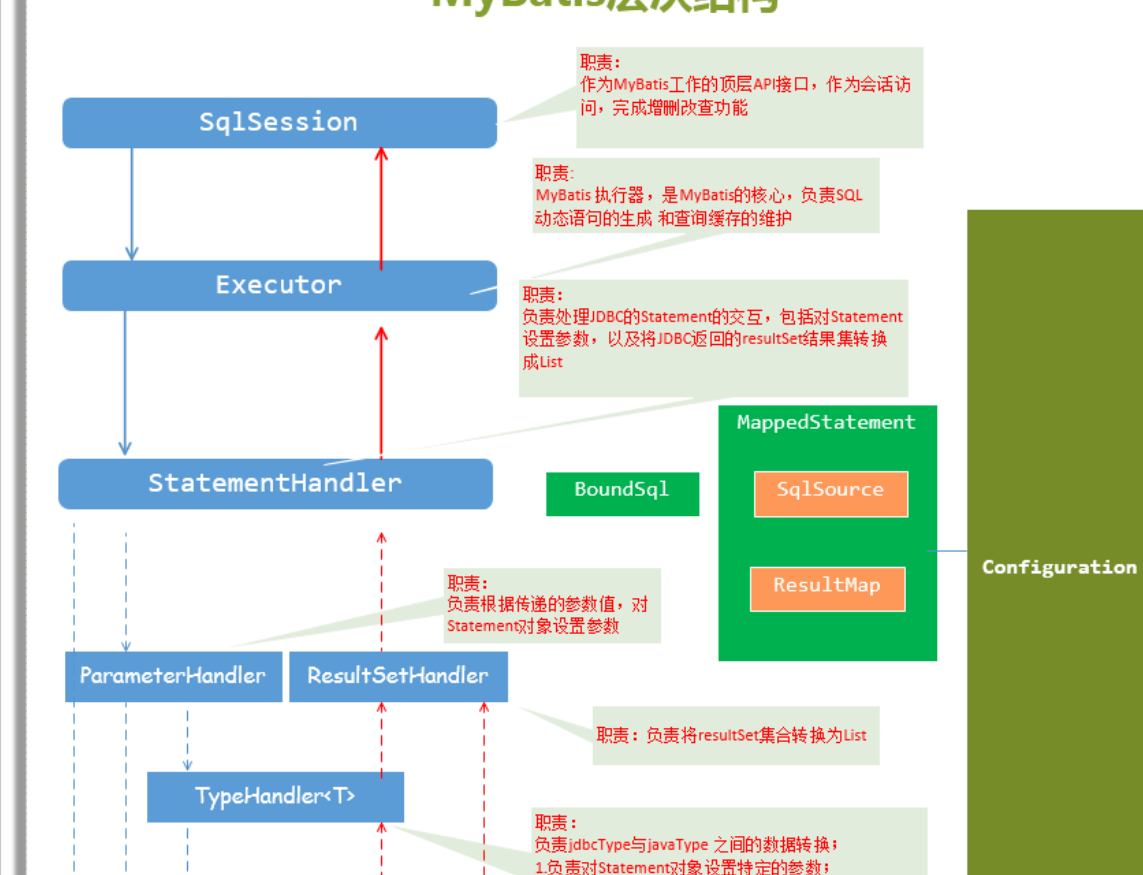 MyBatis层次结构
职责：
作为MyBatis工作的顶层API接口，作为会话访
问，完成增删改查功能
SqlSession
职责:
MyBatis 执行器，是MyBatis的核心，负责SQL
动态语句的生成 和查询缓存的维护
Executor
职责：
负责处理JDBC的Statement的交互，包括对Statement
设置参数，以及将JDBC返回的resultSet结果集转换
成List
MappedStatement
StatementHandler
BoundSql
SqlSource
Configuration
ResultMap
职责：
负责根据传递的参数值，对
Statement对象设置参数
ParameterHandler
ResultSetHandler
职责：负责将resultSet集合转换为List
TypeHandler<T>
职责：
负责jdbcType与javaType 之间的数据转换；
1.负责对Statement对象设置特定的参数；